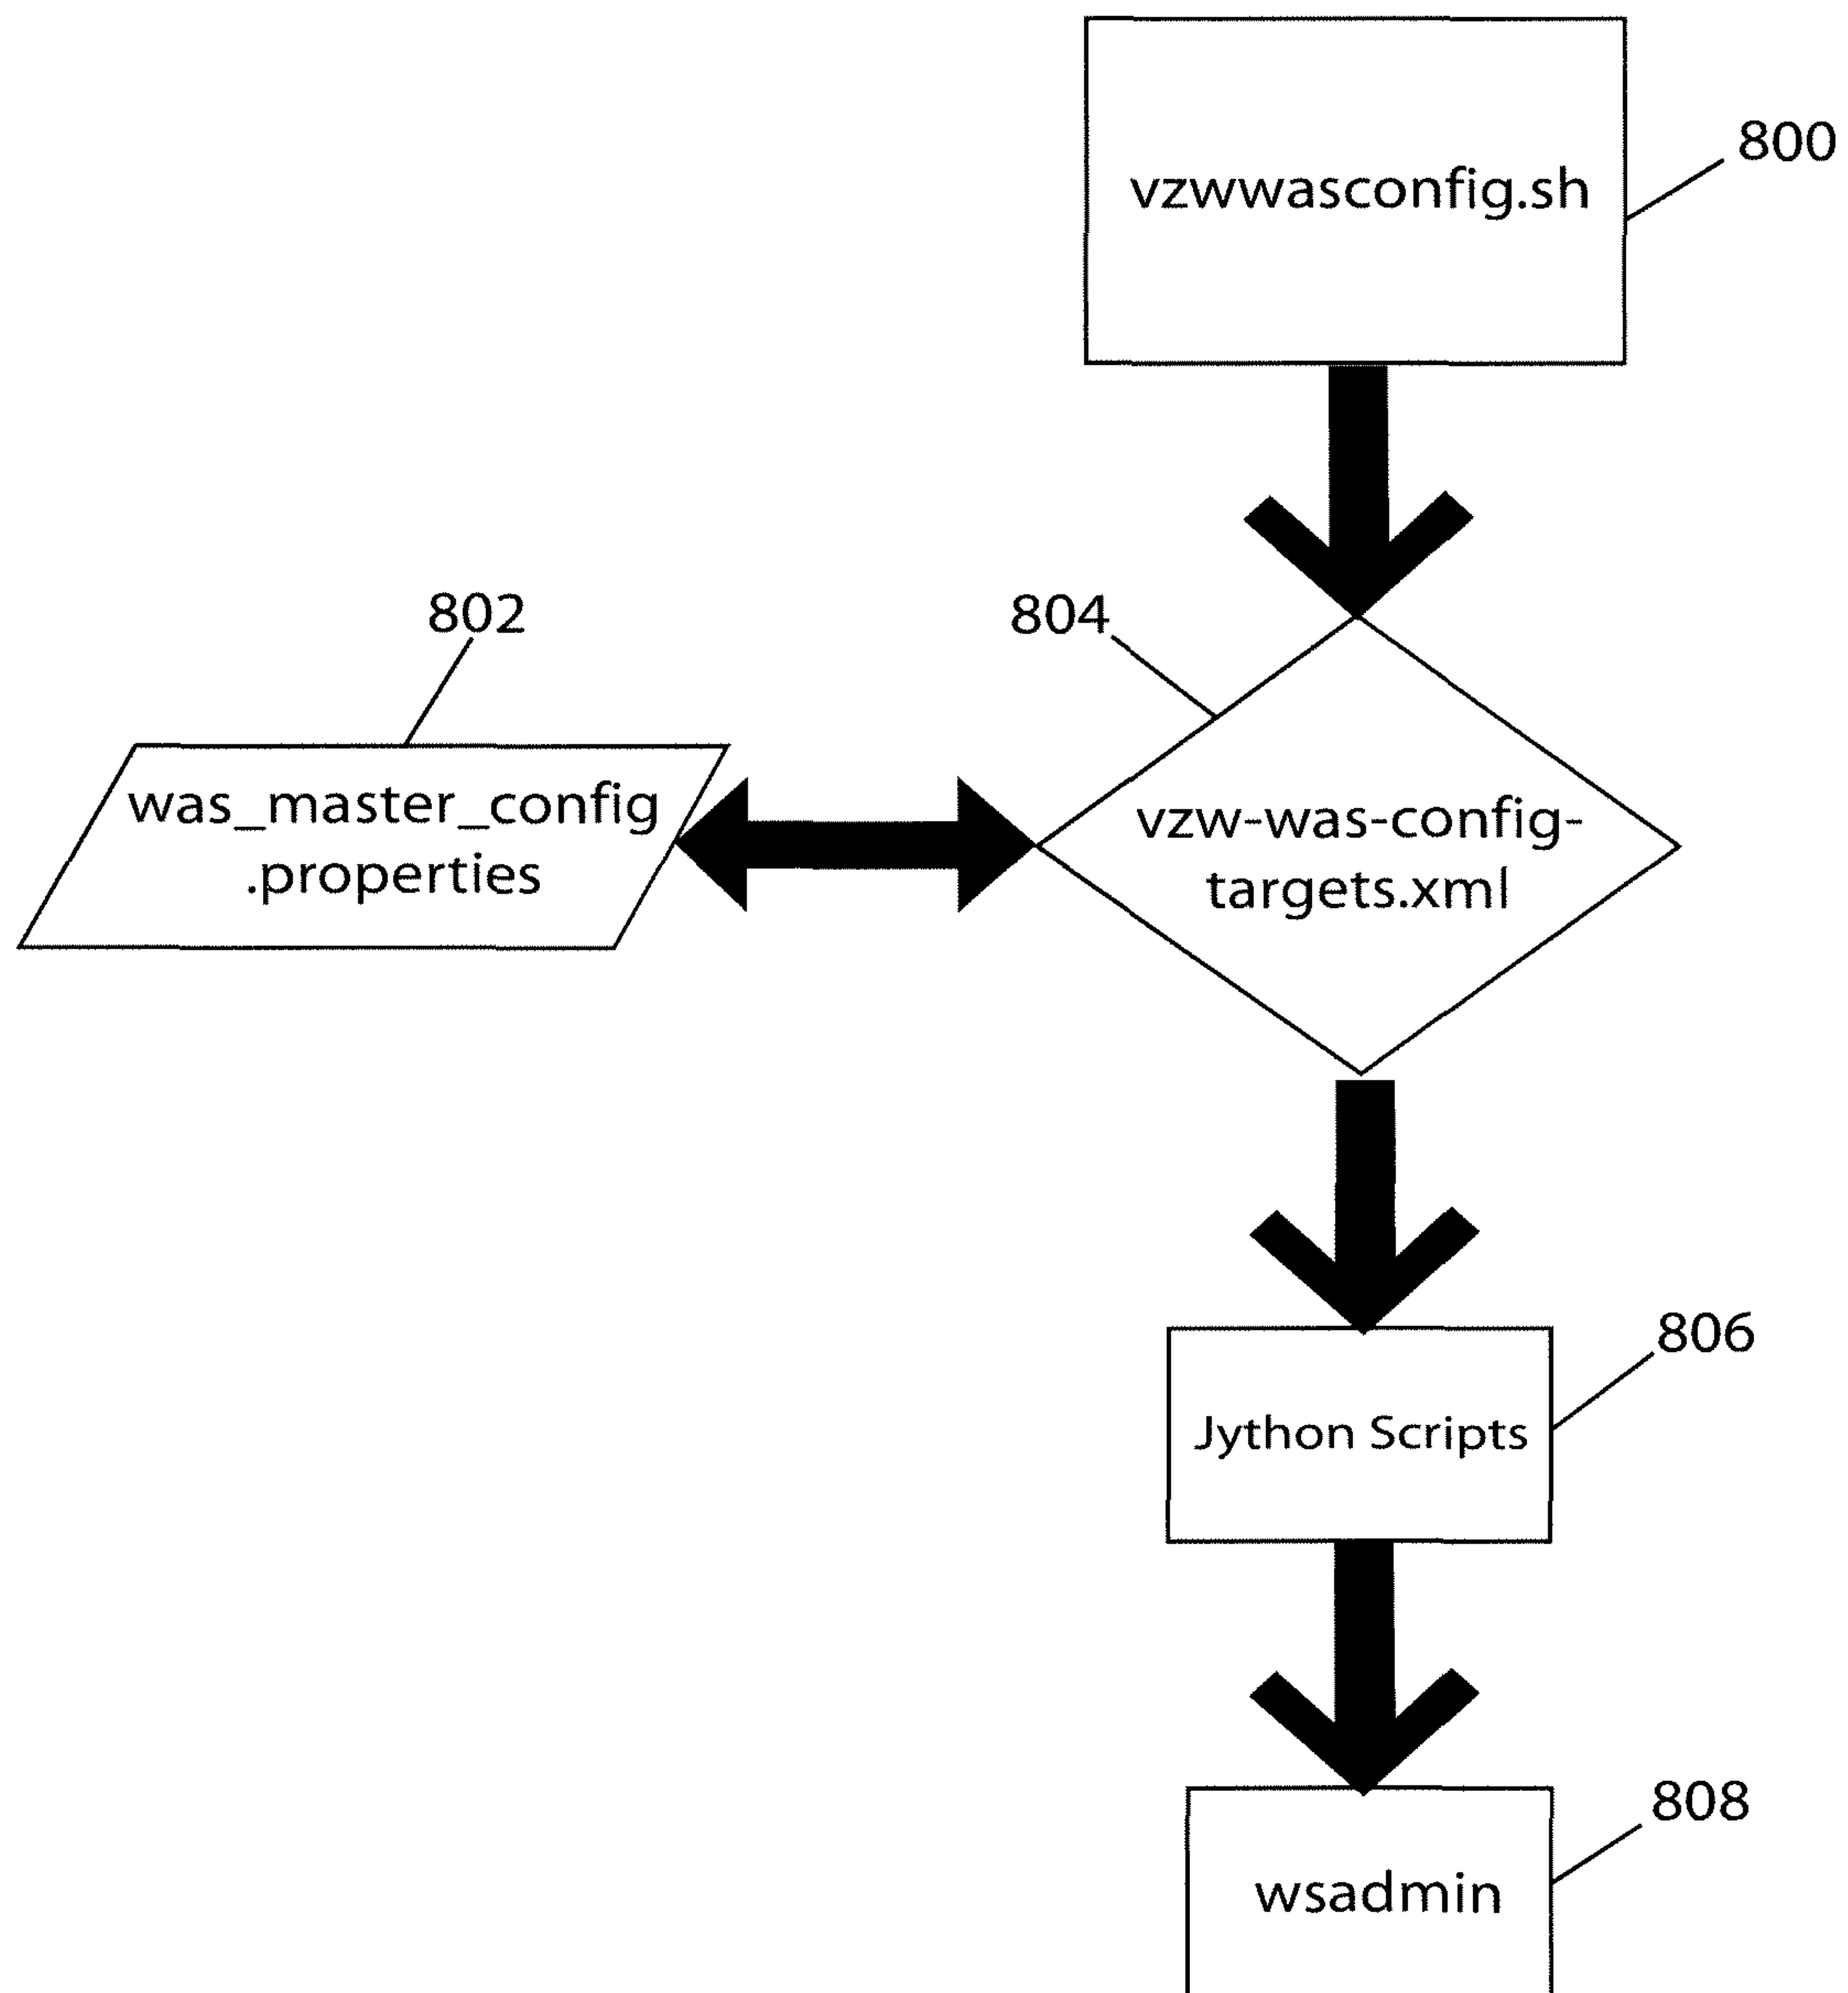 800
vzwwasconfig.sh
802
804
was_master_config
.properties
vzw-was-config-
targets.xml
806
Jython Scripts
808
wsadmin